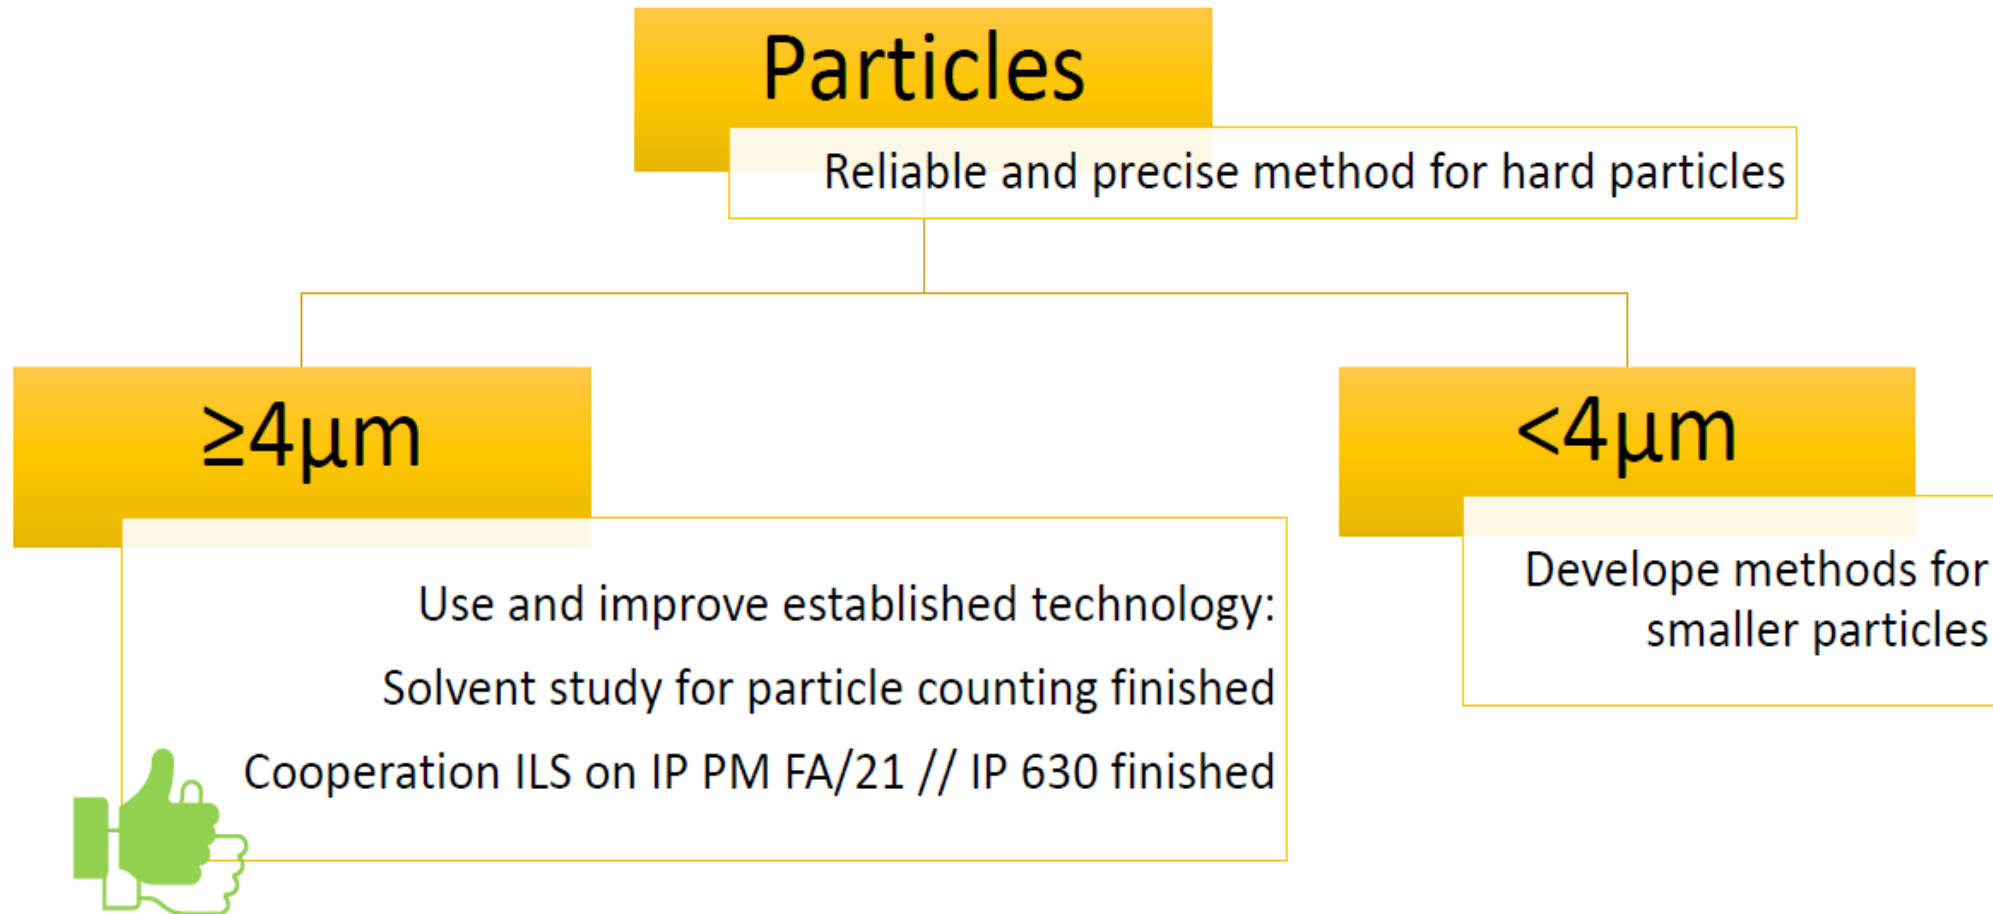 Particles
Reliable and precise method for hard particles
≥4µm
Use and improve established technology:
Solvent study for particle counting finished
Cooperation ILS on IP PM FA/21 // IP 630 finished
<4µm
Develope methods for
smaller particles